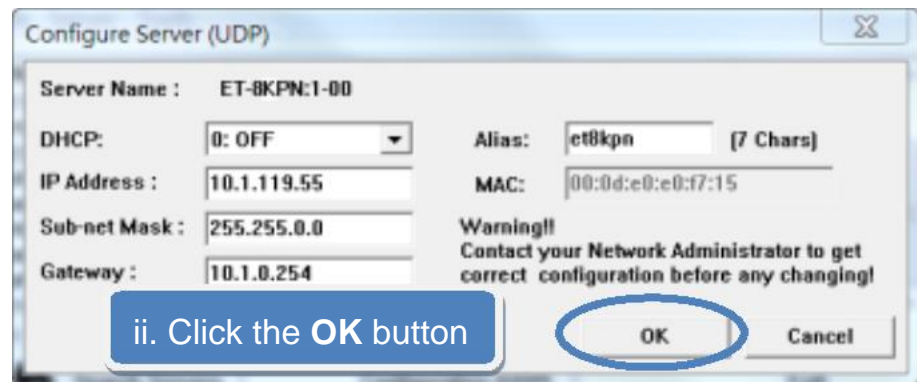 Configure Server (UDP)
Server Name : ET-8KPN:1-00
DHCP: 0: OFF Alias: et8kpn (7 Chars)
IP Address : 10.1.119.55 MAC: 00:0d:e0:e0:f7:15
Sub-net Mask : 255.255.0.0 Warning!!
Contact your Network Administrator to get
Gateway : 10.1.0.254 correct configuration before any changing!
ii. Click the OK button
OK Cancel